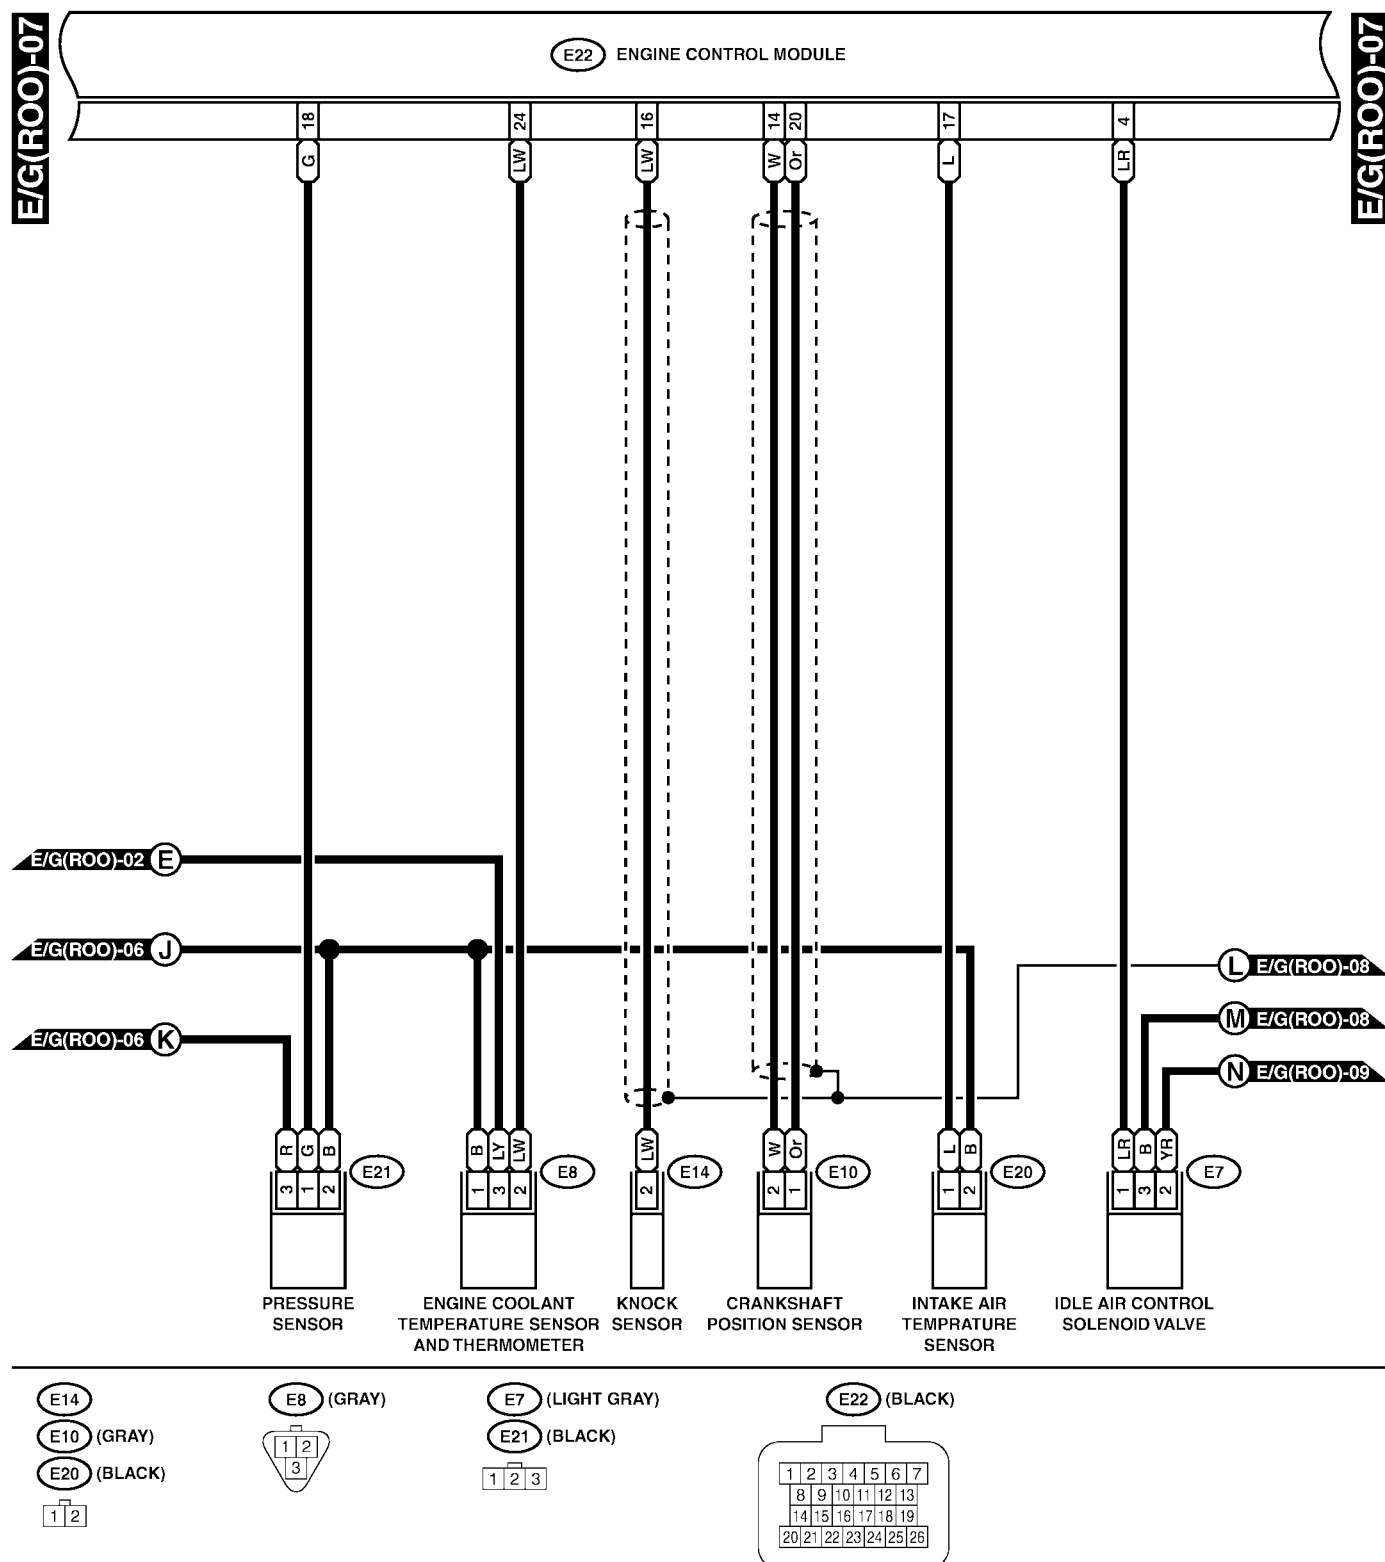 E/G(ROO)-07
E22 ENGINE CONTROL MODULE
E/G(ROO)-07
18 24 16 14 20 17 4
G LW LW W Or L LR
E/G(ROO)-02 E
E/G(ROO)-06 J
L E/G(ROO)-08
M E/G(ROO)-08
E/G(ROO)-06 K
N E/G(ROO)-09
R G B B LY LW LW W Or L B LR B YR
E21 E8 E14 E10 E20 E7
3 1 2 1 3 2 2 2 1 1 2 1 3 2
PRESSURE
SENSOR
ENGINE COOLANT
TEMPERATURE SENSOR
AND THERMOMETER
KNOCK
SENSOR
CRANKSHAFT
POSITION SENSOR
INTAKE AIR
TEMPRATURE
SENSOR
IDLE AIR CONTROL
SOLENOID VALVE
E14
E10 (GRAY)
E20 (BLACK)
1 2
E8 (GRAY)
1 2
3
E7 (LIGHT GRAY)
E21 (BLACK)
1 2 3
E22 (BLACK)
1 2 3 4 5 6 7
8 9 10 11 12 13
14 15 16 17 18 19
20 21 22 23 24 25 26